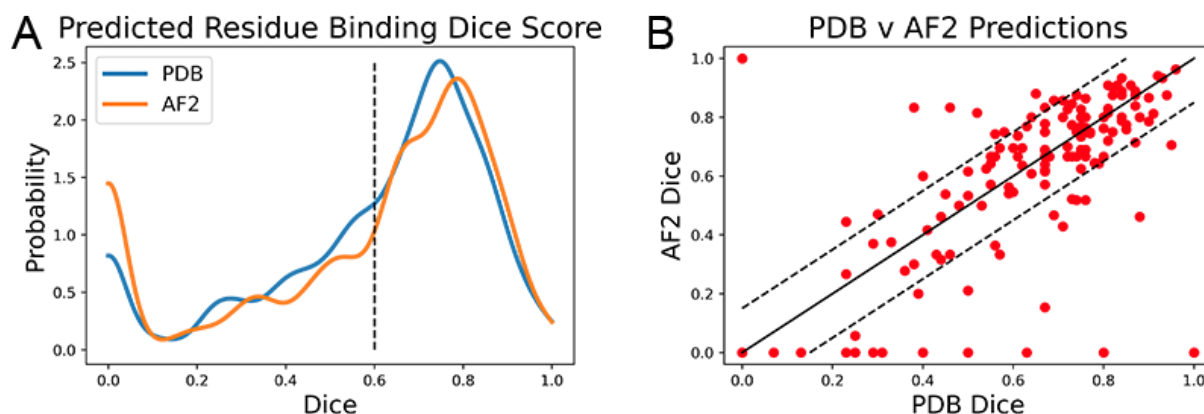 A Predicted Residue Binding Dice Score
PDB
AF2
Probability
2.5
2.0
1.5
1.0
0.5
0.0
0.0 0.2 0.4 0.6 0.8 1.0
Dice
B PDB v AF2 Predictions
AF2 Dice
1.0
0.8
0.6
0.4
0.2
0.0
0.0 0.2 0.4 0.6 0.8 1.0
PDB Dice